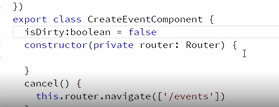 })
export class CreateEventComponent {
isDirty:boolean = false
constructor(private router: Router) {
}
cancel() {
this.router.navigate(['/events'])
}